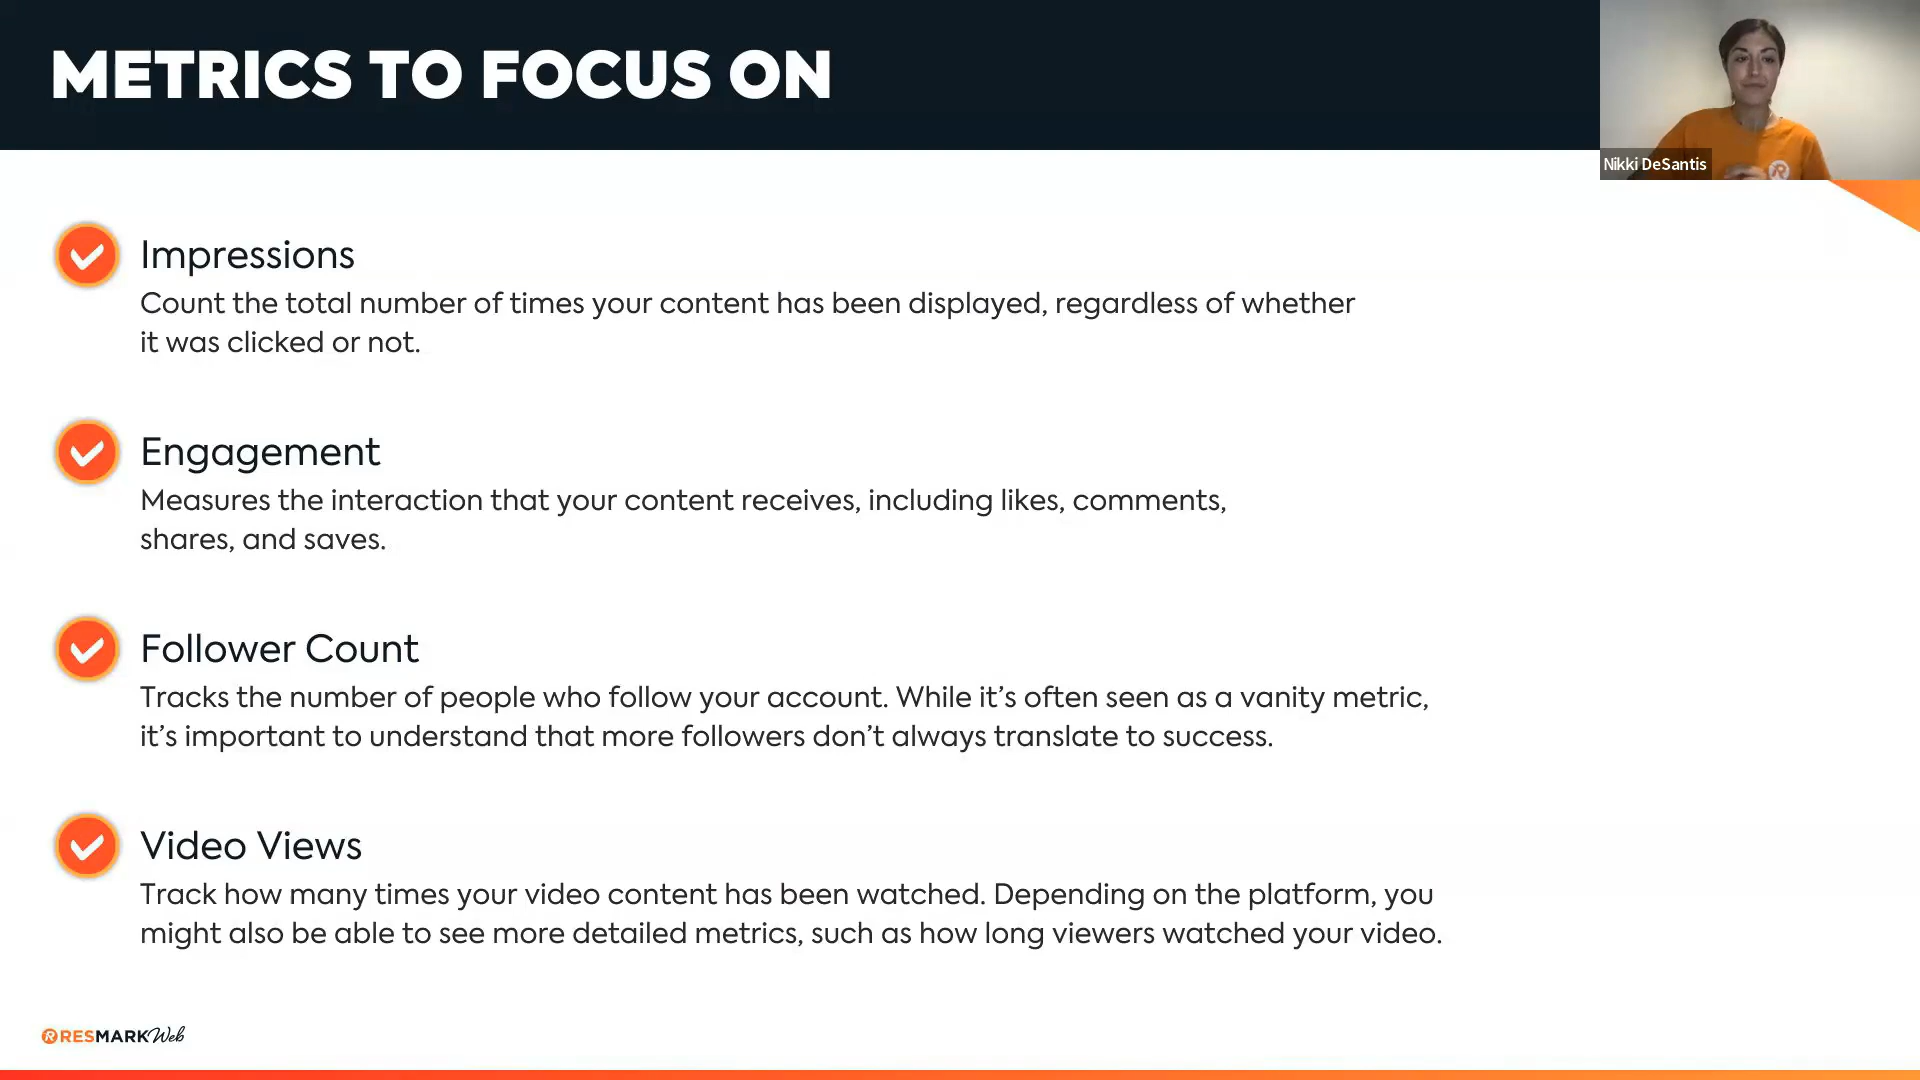 METRICS TO FOCUS ON
Nikki DeSantis
Impressions
Count the total number of times your content has been displayed, regardless of whether
it was clicked or not.
Engagement
Measures the interaction that your content receives, including likes, comments,
shares, and saves.
Follower Count
Tracks the number of people who follow your account. While it’s often seen as a vanity metric,
it’s important to understand that more followers don’t always translate to success.
Video Views
Track how many times your video content has been watched. Depending on the platform, you
might also be able to see more detailed metrics, such as how long viewers watched your video.
RESMARK Web